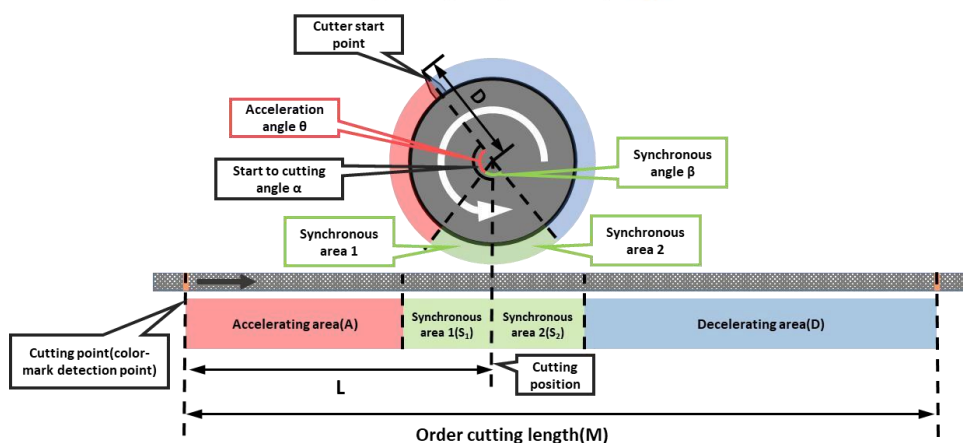 Cutter start
point
D
Acceleration
angle θ
Start to cutting
angle α
Synchronous
angle β
Synchronous
area 1
Synchronous
area 2
Accelerating area(A)
Synchronous
area 1(S₁)
Synchronous
area 2(S₂)
Decelerating area(D)
Cutting point(color-
mark detection point)
L
Cutting
position
Order cutting length(M)